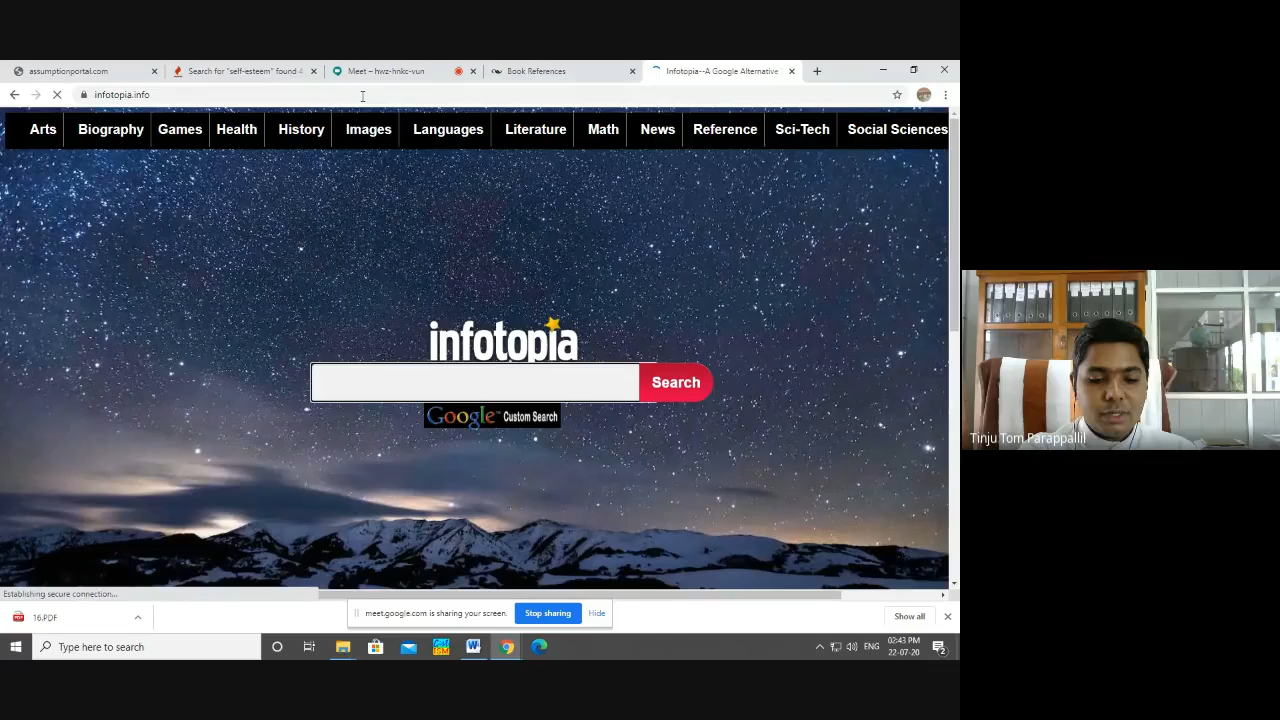 assumptionportal.com
Search for "self-esteem" found 4
Meet – hwz-hnkc-vun
Book References
Infotopia--A Google Alternative
infotopia.info
Arts
Biography
Games
Health
History
Images
Languages
Literature
Math
News
Reference
Sci-Tech
Social Sciences
infotopia
Search
Google™ Custom Search
Tinju Tom Parappallil
Establishing secure connection...
16.PDF
meet.google.com is sharing your screen.
Stop sharing
Hide
Show all
Type here to search
ENG
02:43 PM
22-07-20
2